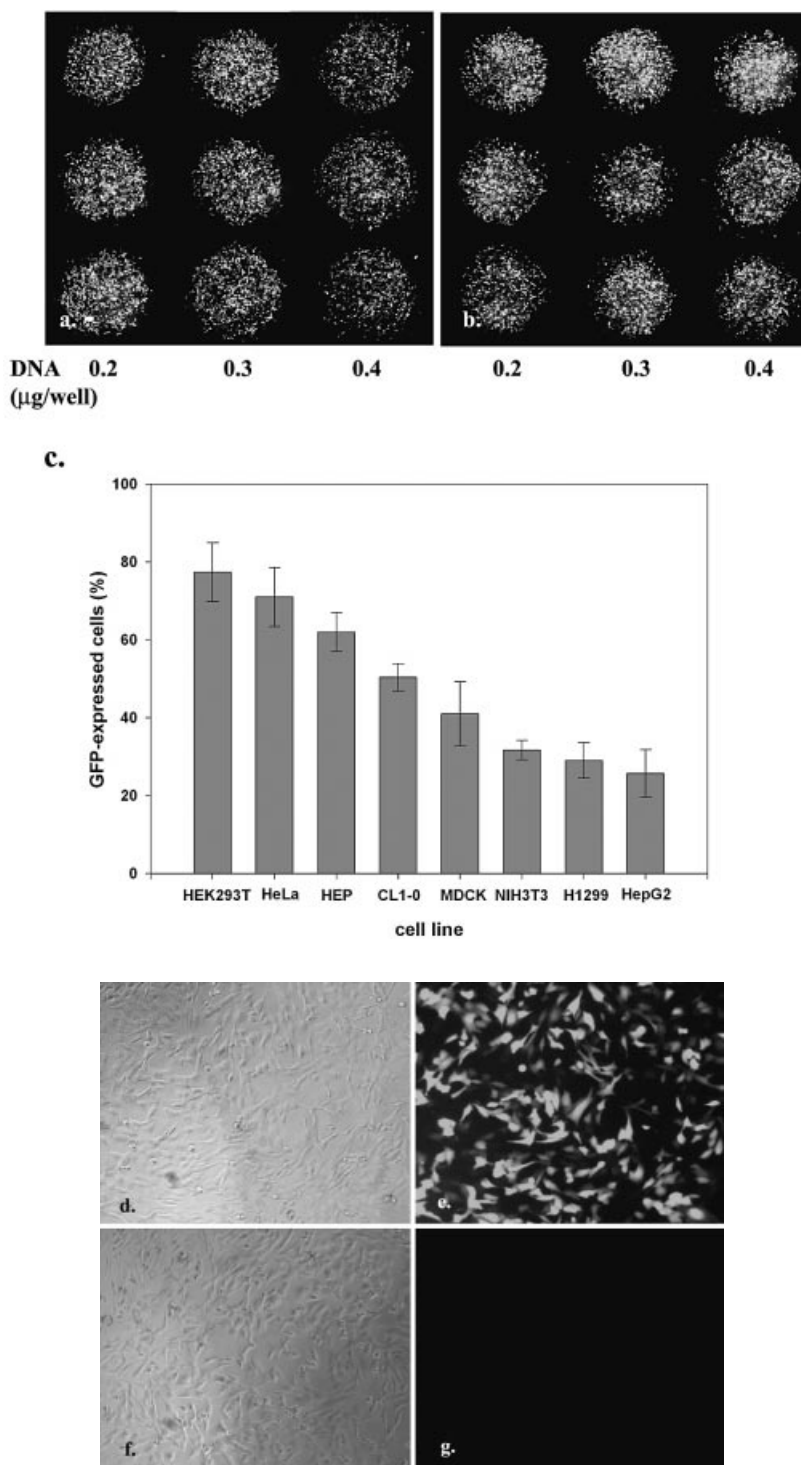 a.
b.
DNA 0.2 0.3 0.4 0.2 0.3 0.4
(μg/well)
c.
100
80
60
40
20
0
GFP-expressed cells (%)
HEK293T HeLa HEP CL1-0 MDCK NIH3T3 H1299 HepG2
cell line
d.
e.
f.
g.